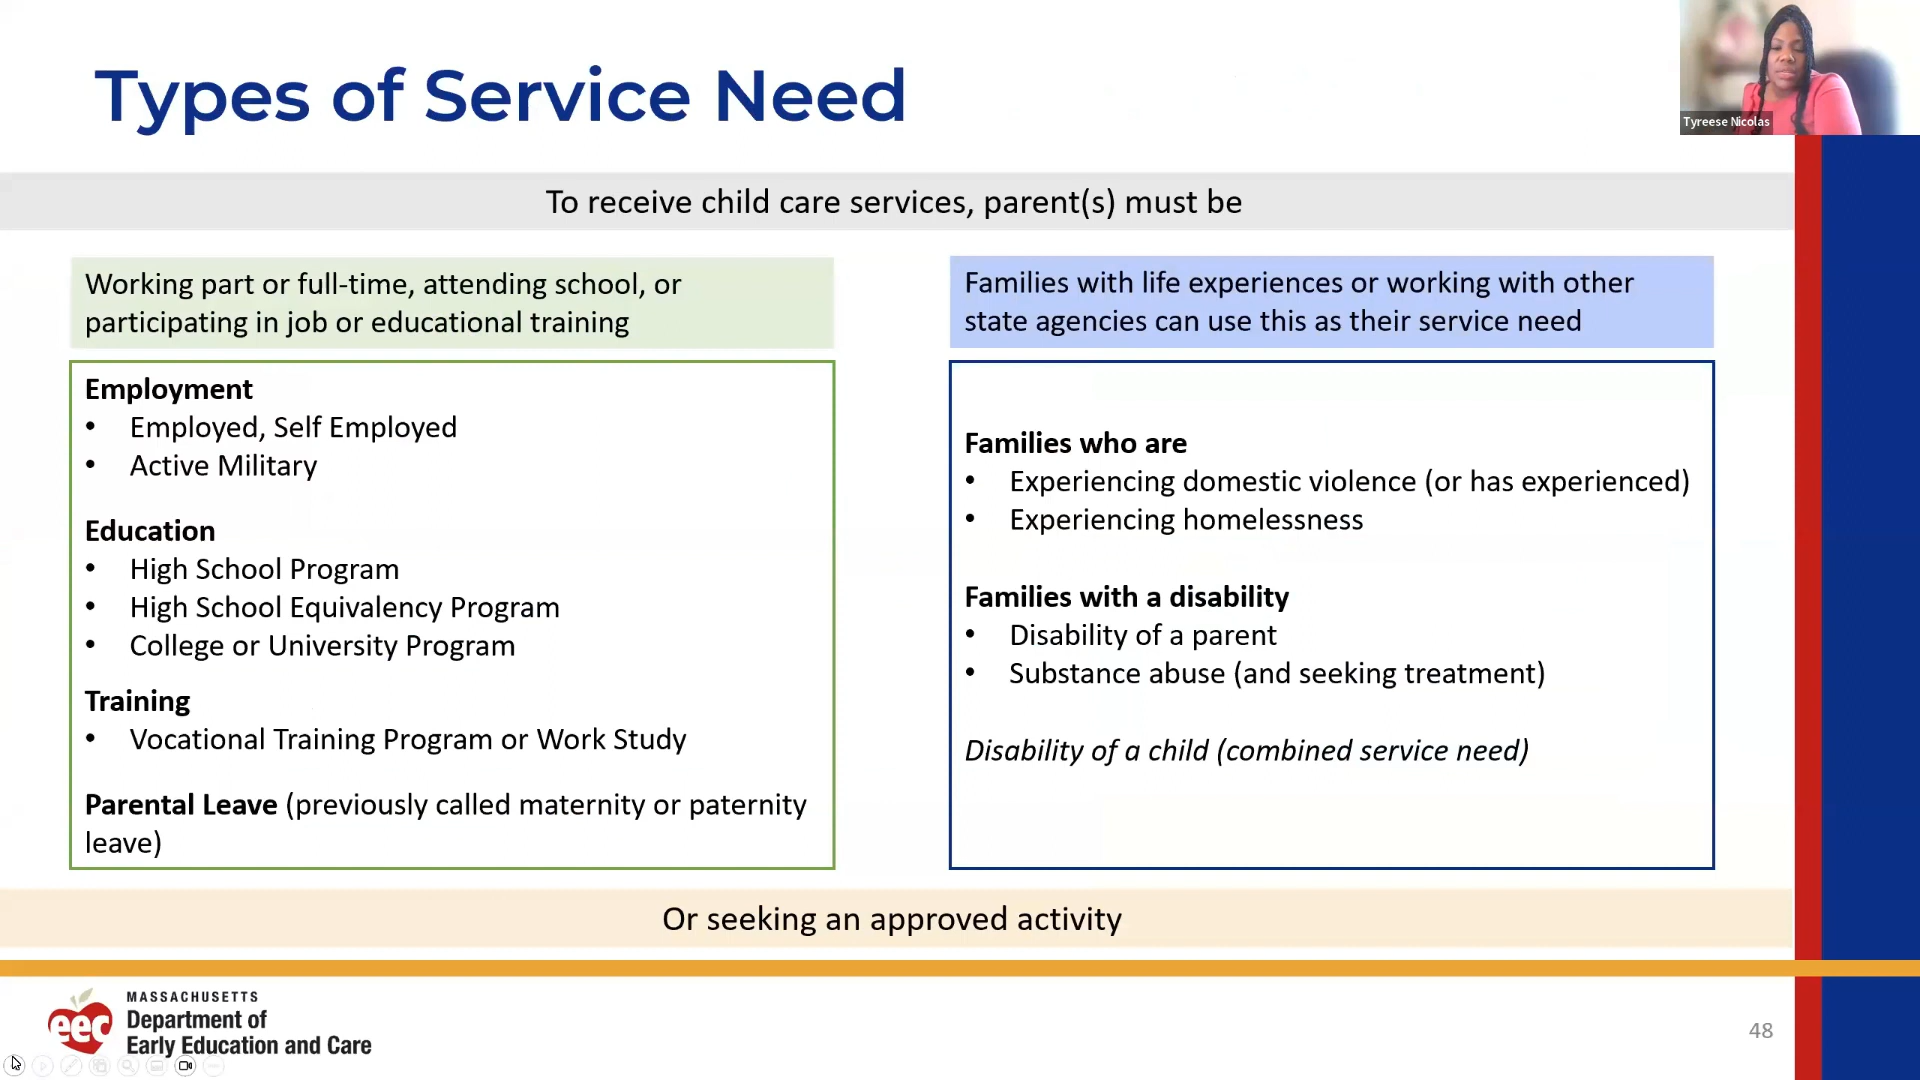 Types of Service Need
Tyreese Nicolas
To receive child care services, parent(s) must be
Working part or full-time, attending school, or
participating in job or educational training
Employment
• Employed, Self Employed
• Active Military
Education
• High School Program
• High School Equivalency Program
• College or University Program
Training
• Vocational Training Program or Work Study
Parental Leave (previously called maternity or paternity
leave)
Families with life experiences or working with other
state agencies can use this as their service need
Families who are
• Experiencing domestic violence (or has experienced)
• Experiencing homelessness
Families with a disability
• Disability of a parent
• Substance abuse (and seeking treatment)
Disability of a child (combined service need)
Or seeking an approved activity
eec
MASSACHUSETTS
Department of
Early Education and Care
48